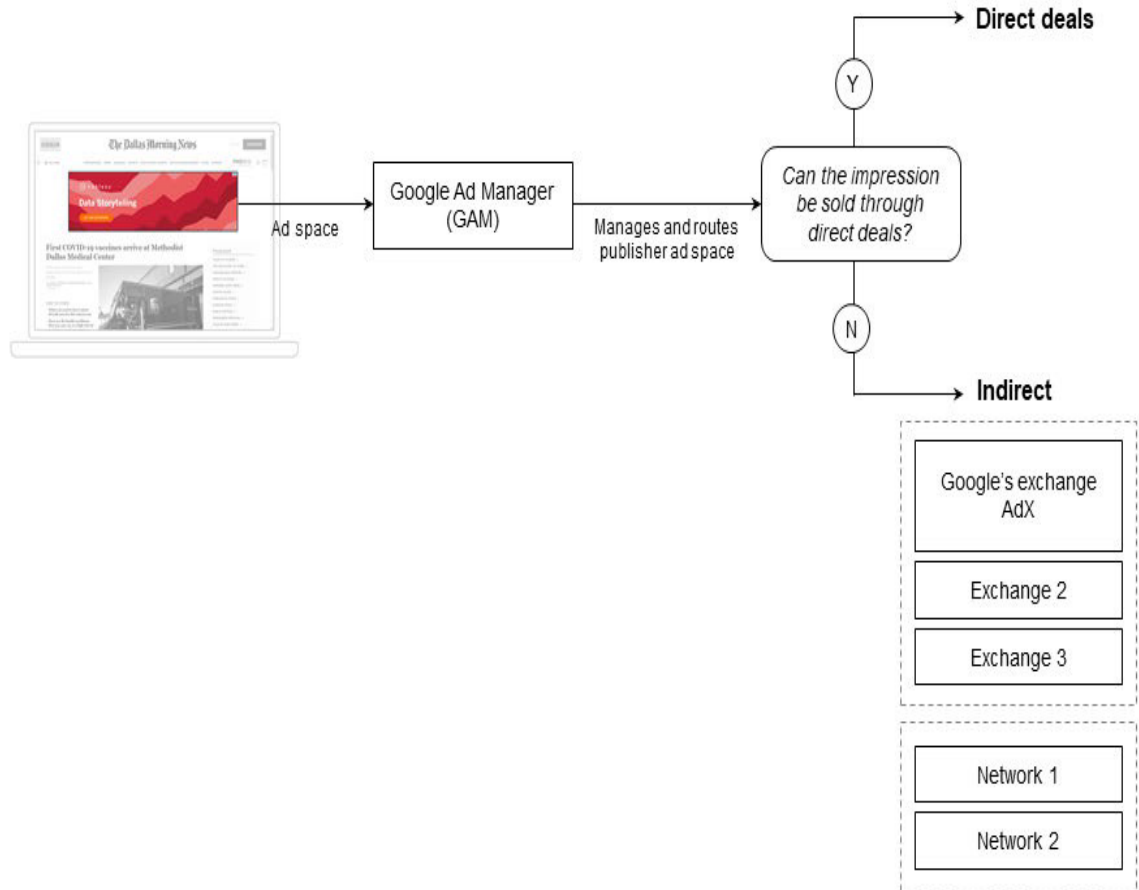 Direct deals
Y
The Dallas Morning News
Data Storytelling
First COVID-19 vaccines arrive at Methodist
Dallas Medical Center
Ad space
Google Ad Manager
(GAM)
Manages and routes
publisher ad space
Can the impression
be sold through
direct deals?
N
Indirect
Google's exchange
AdX
Exchange 2
Exchange 3
Network 1
Network 2